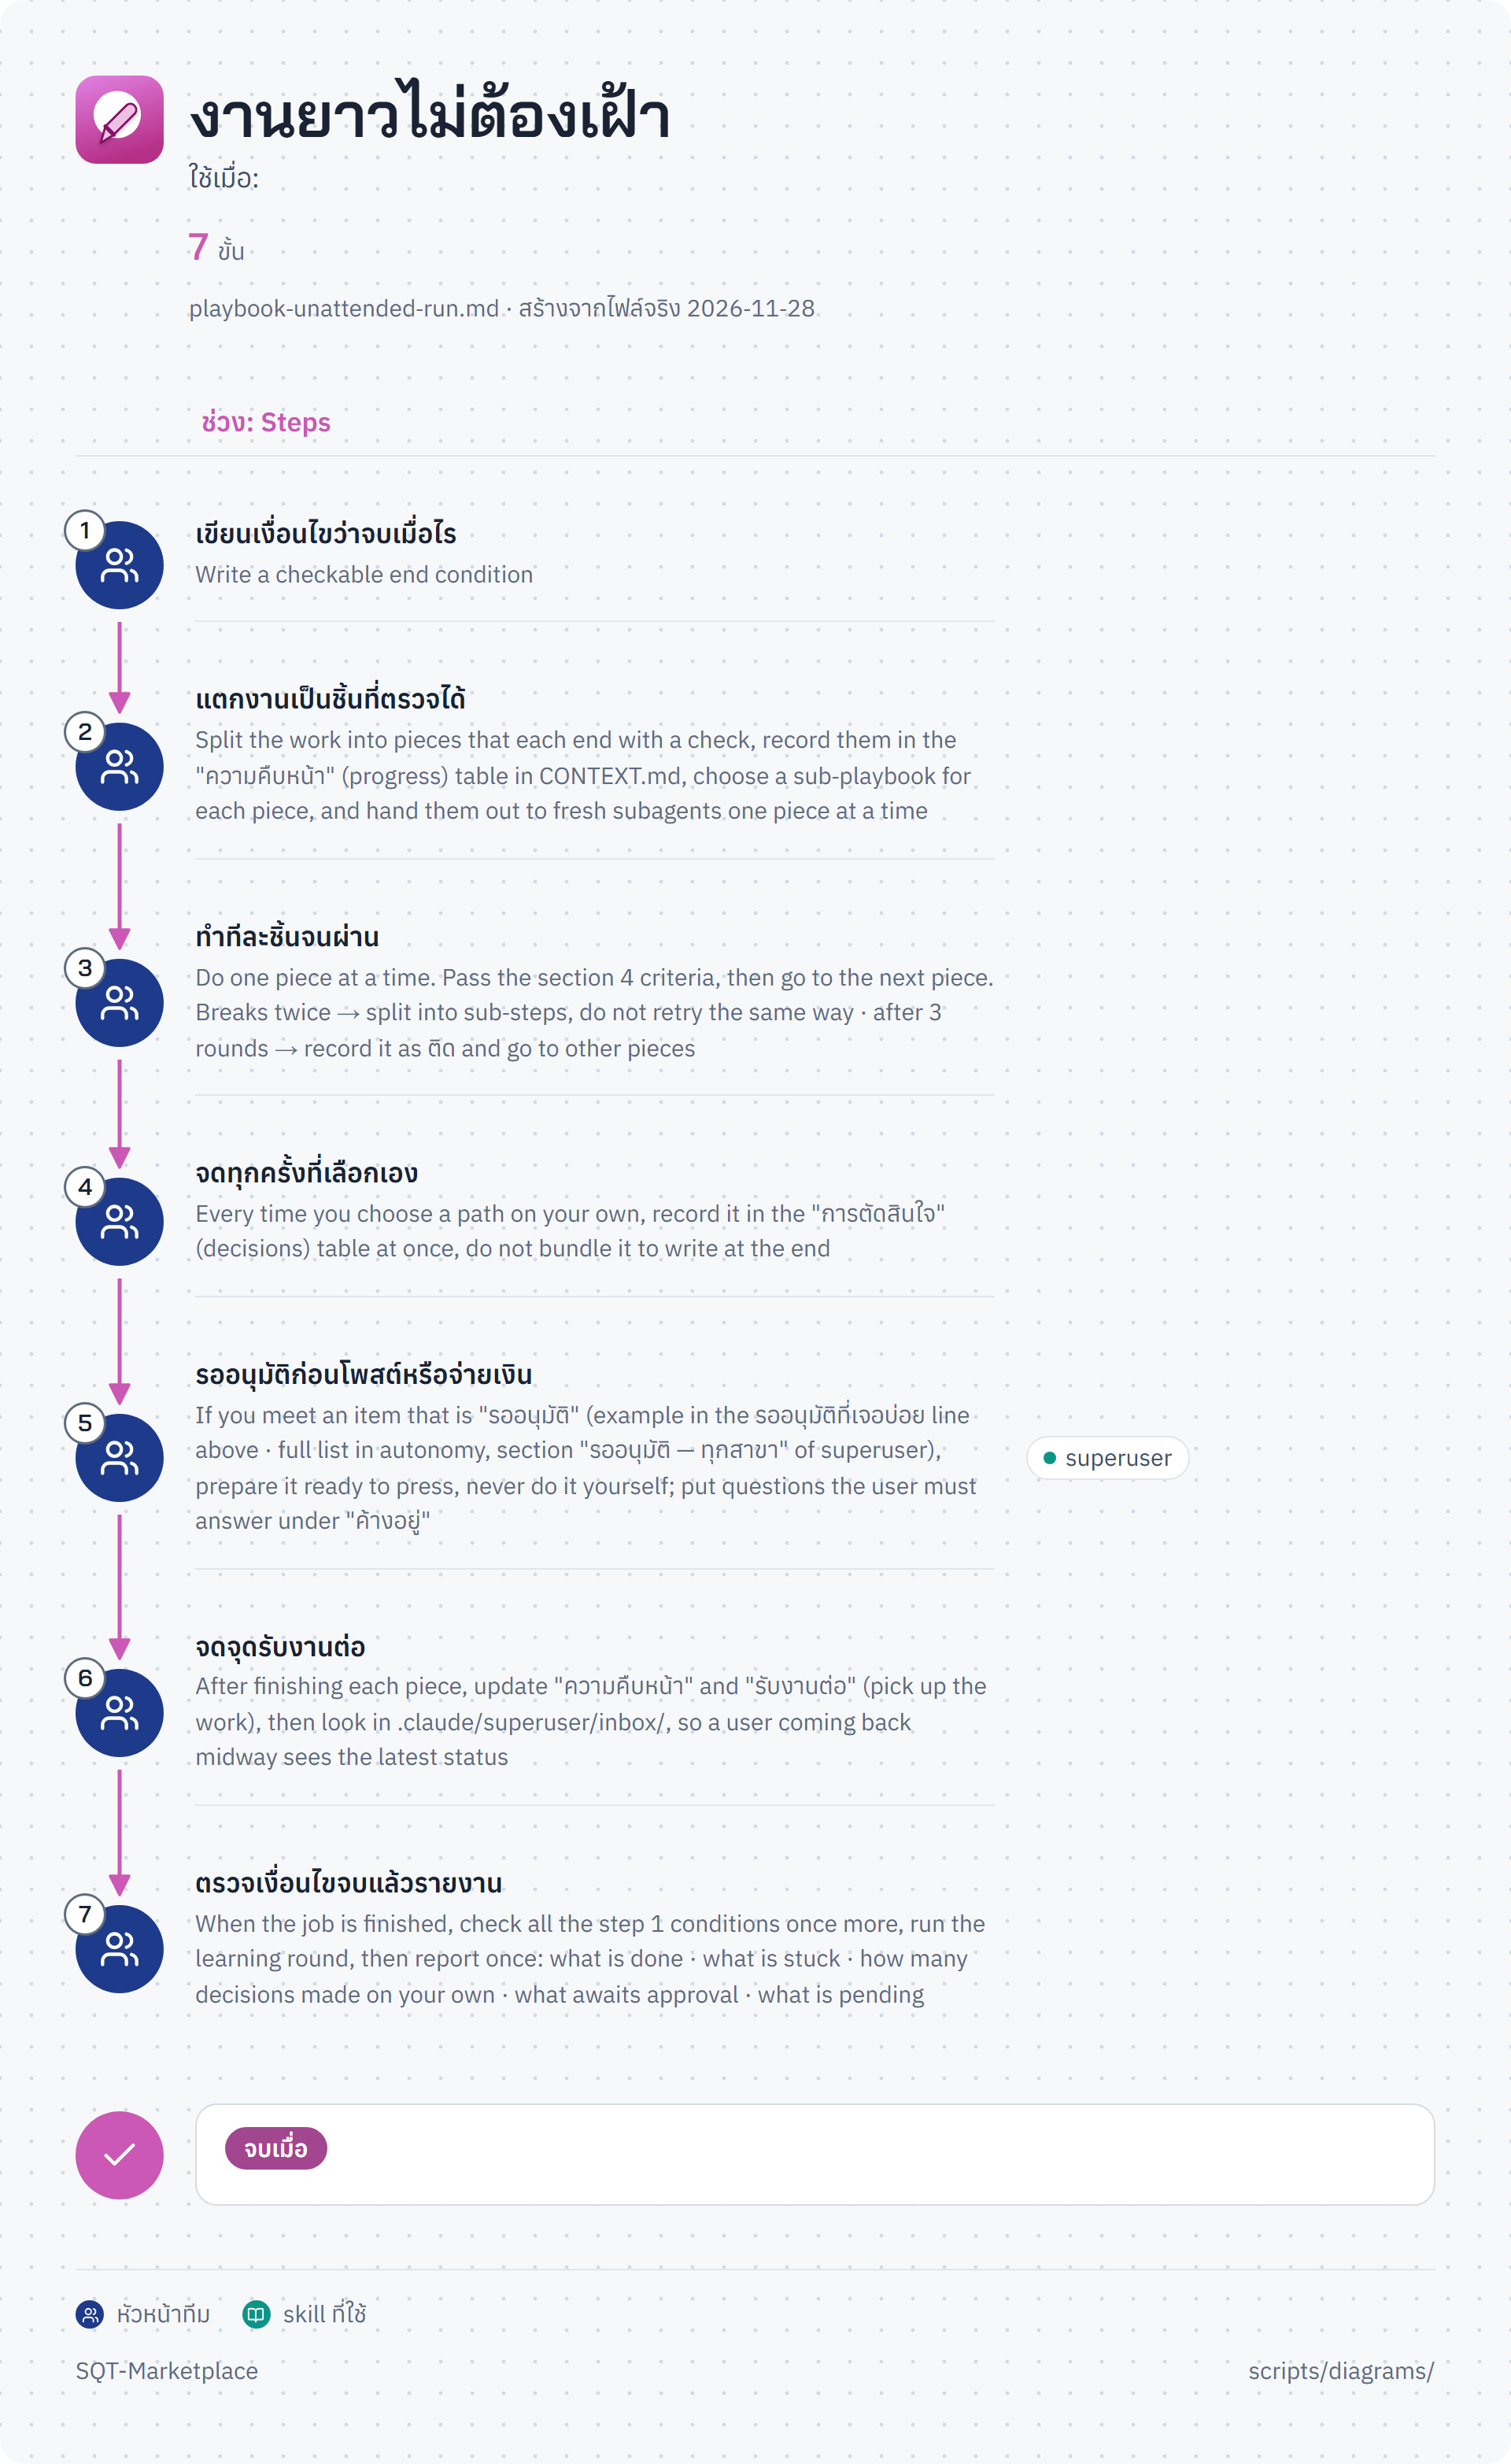 งานยาวไม่ต้องเฝ้า
ใช้เมื่อ:
7 ขั้น
playbook-unattended-run.md · สร้างจากไฟล์จริง 2026-11-28
ช่วง: Steps
1
เขียนเงื่อนไขว่าจบเมื่อไร
Write a checkable end condition
2
แตกงานเป็นชิ้นที่ตรวจได้
Split the work into pieces that each end with a check, record them in the
"ความคืบหน้า" (progress) table in CONTEXT.md, choose a sub-playbook for
each piece, and hand them out to fresh subagents one piece at a time
3
ทำทีละชิ้นจนผ่าน
Do one piece at a time. Pass the section 4 criteria, then go to the next piece.
Breaks twice → split into sub-steps, do not retry the same way · after 3
rounds → record it as ติด and go to other pieces
4
จดทุกครั้งที่เลือกเอง
Every time you choose a path on your own, record it in the "การตัดสินใจ"
(decisions) table at once, do not bundle it to write at the end
5
รออนุมัติก่อนโพสต์หรือจ่ายเงิน
If you meet an item that is "รออนุมัติ" (example in the รออนุมัติที่เจอบ่อย line
above · full list in autonomy, section "รออนุมัติ — ทุกสาขา" of superuser),
prepare it ready to press, never do it yourself; put questions the user must
answer under "ค้างอยู่"
superuser
6
จดจุดรับงานต่อ
After finishing each piece, update "ความคืบหน้า" and "รับงานต่อ" (pick up the
work), then look in .claude/superuser/inbox/, so a user coming back
midway sees the latest status
7
ตรวจเงื่อนไขจบแล้วรายงาน
When the job is finished, check all the step 1 conditions once more, run the
learning round, then report once: what is done · what is stuck · how many
decisions made on your own · what awaits approval · what is pending
จบเมื่อ
หัวหน้าทีม skill ที่ใช้
SQT-Marketplace
scripts/diagrams/